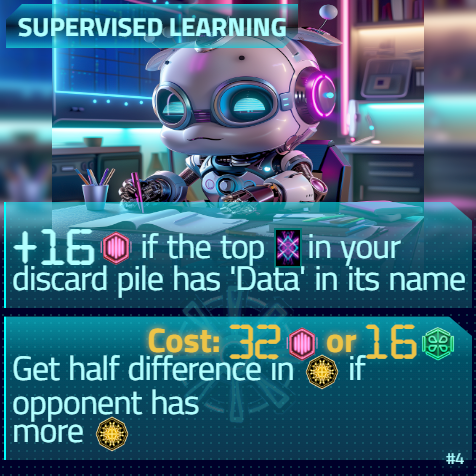 SUPERVISED LEARNING
+16 if the top in your
discard pile has 'Data' in its name
Cost: 32 or 16
Get half difference in if
opponent has
more
#4